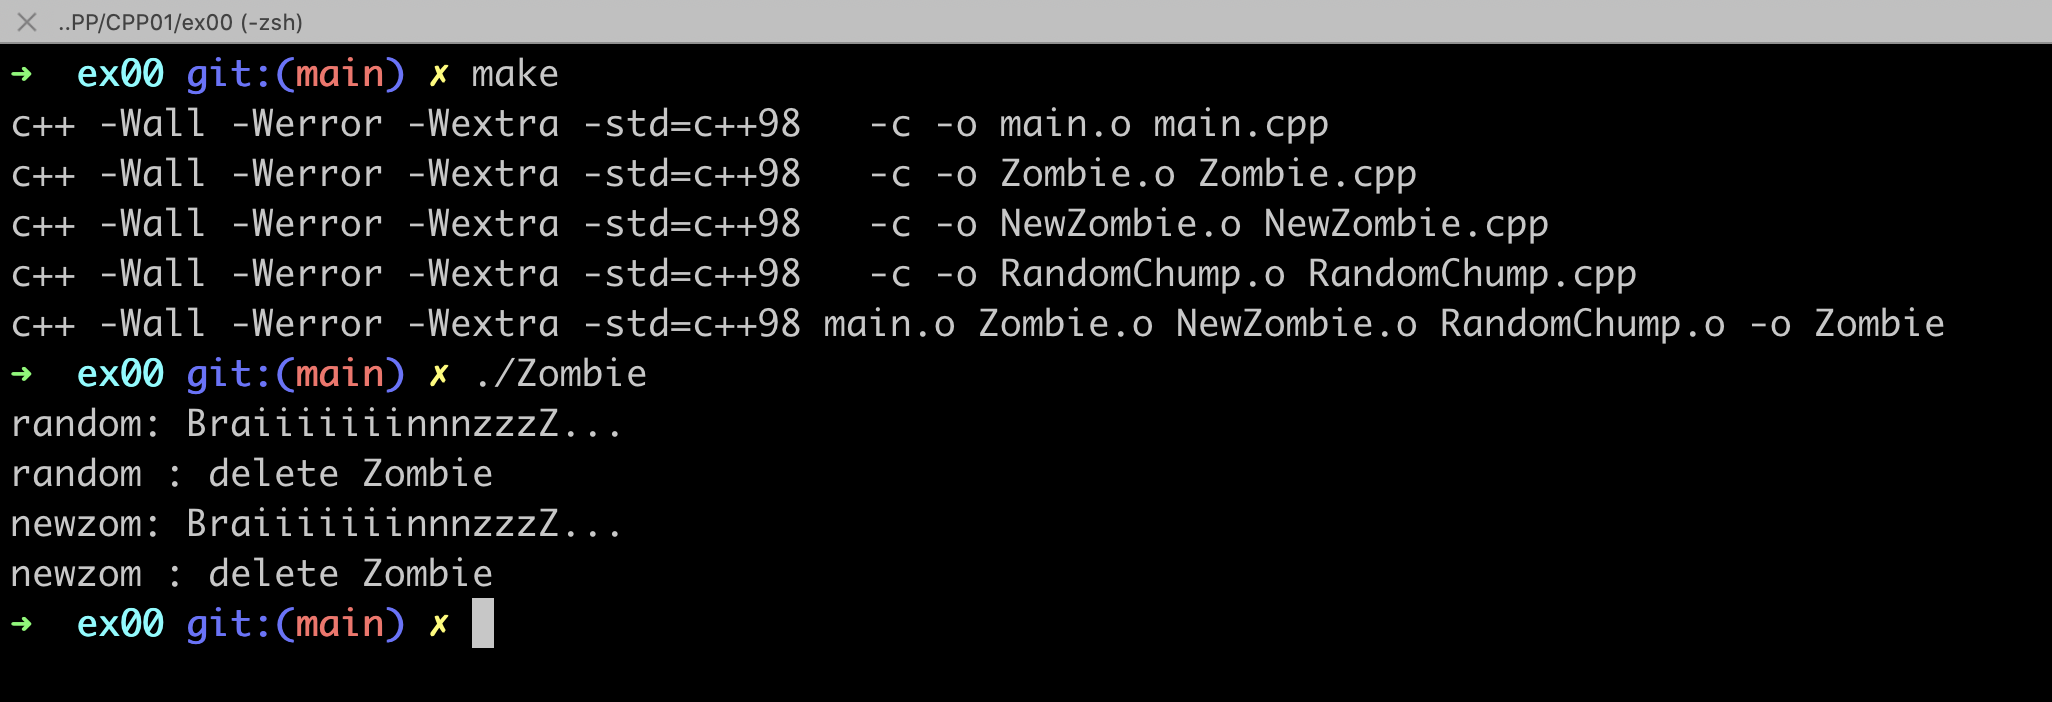 ..PP/CPP01/ex00 (-zsh)
➜  ex00 git:(main) ✗ make
c++ -Wall -Werror -Wextra -std=c++98   -c -o main.o main.cpp
c++ -Wall -Werror -Wextra -std=c++98   -c -o Zombie.o Zombie.cpp
c++ -Wall -Werror -Wextra -std=c++98   -c -o NewZombie.o NewZombie.cpp
c++ -Wall -Werror -Wextra -std=c++98   -c -o RandomChump.o RandomChump.cpp
c++ -Wall -Werror -Wextra -std=c++98 main.o Zombie.o NewZombie.o RandomChump.o -o Zombie
➜  ex00 git:(main) ✗ ./Zombie
random: BraiiiiiiinnnzzzZ...
random : delete Zombie
newzom: BraiiiiiiinnnzzzZ...
newzom : delete Zombie
➜  ex00 git:(main) ✗